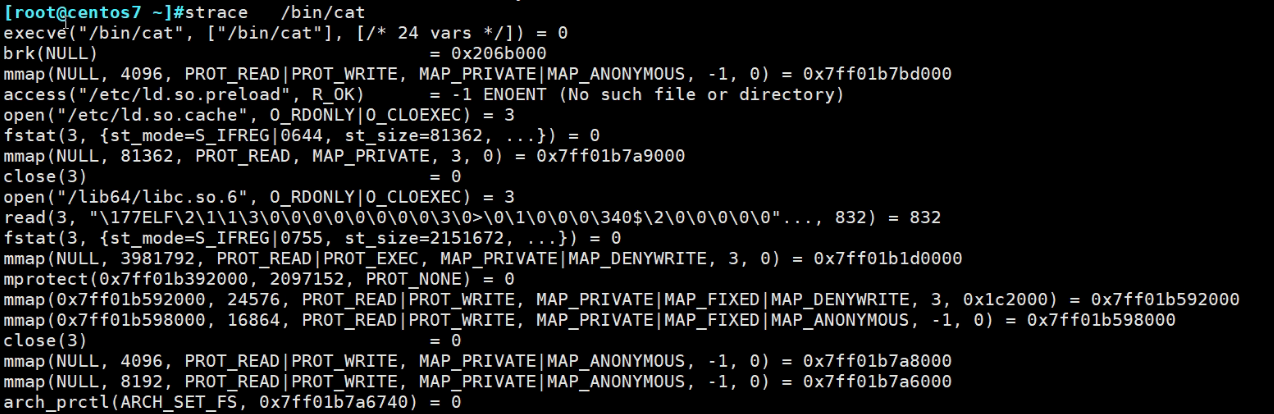 [root@centos7 ~]#strace   /bin/cat
execve("/bin/cat", ["/bin/cat"], [/* 24 vars */]) = 0
brk(NULL)                               = 0x206b000
mmap(NULL, 4096, PROT_READ|PROT_WRITE, MAP_PRIVATE|MAP_ANONYMOUS, -1, 0) = 0x7ff01b7bd000
access("/etc/ld.so.preload", R_OK)      = -1 ENOENT (No such file or directory)
open("/etc/ld.so.cache", O_RDONLY|O_CLOEXEC) = 3
fstat(3, {st_mode=S_IFREG|0644, st_size=81362, ...}) = 0
mmap(NULL, 81362, PROT_READ, MAP_PRIVATE, 3, 0) = 0x7ff01b7a9000
close(3)                                = 0
open("/lib64/libc.so.6", O_RDONLY|O_CLOEXEC) = 3
read(3, "\177ELF\2\1\1\3\0\0\0\0\0\0\0\0\3\0>\0\1\0\0\0\340$\2\0\0\0\0\0"..., 832) = 832
fstat(3, {st_mode=S_IFREG|0755, st_size=2151672, ...}) = 0
mmap(NULL, 3981792, PROT_READ|PROT_EXEC, MAP_PRIVATE|MAP_DENYWRITE, 3, 0) = 0x7ff01b1d0000
mprotect(0x7ff01b392000, 2097152, PROT_NONE) = 0
mmap(0x7ff01b592000, 24576, PROT_READ|PROT_WRITE, MAP_PRIVATE|MAP_FIXED|MAP_DENYWRITE, 3, 0x1c2000) = 0x7ff01b592000
mmap(0x7ff01b598000, 16864, PROT_READ|PROT_WRITE, MAP_PRIVATE|MAP_FIXED|MAP_ANONYMOUS, -1, 0) = 0x7ff01b598000
close(3)                                = 0
mmap(NULL, 4096, PROT_READ|PROT_WRITE, MAP_PRIVATE|MAP_ANONYMOUS, -1, 0) = 0x7ff01b7a8000
mmap(NULL, 8192, PROT_READ|PROT_WRITE, MAP_PRIVATE|MAP_ANONYMOUS, -1, 0) = 0x7ff01b7a6000
arch_prctl(ARCH_SET_FS, 0x7ff01b7a6740) = 0